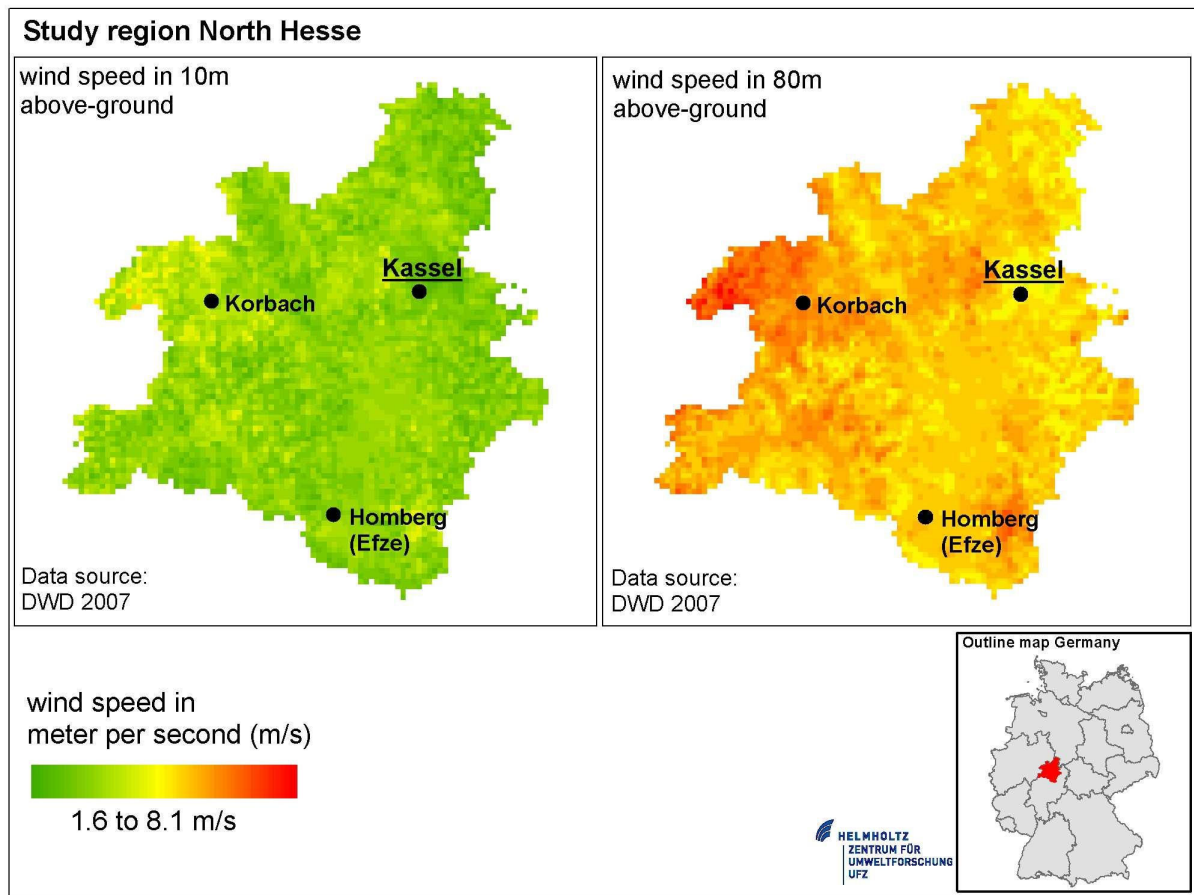 Study region North Hesse
wind speed in 10m
above-ground
Kassel
Korbach
Homberg
(Efze)
Data source:
DWD 2007
wind speed in 80m
above-ground
Kassel
Korbach
Homberg
(Efze)
Data source:
DWD 2007
wind speed in
meter per second (m/s)
1.6 to 8.1 m/s
HELMHOLTZ
ZENTRUM FÜR
UMWELTFORSCHUNG
UFZ
Outline map Germany